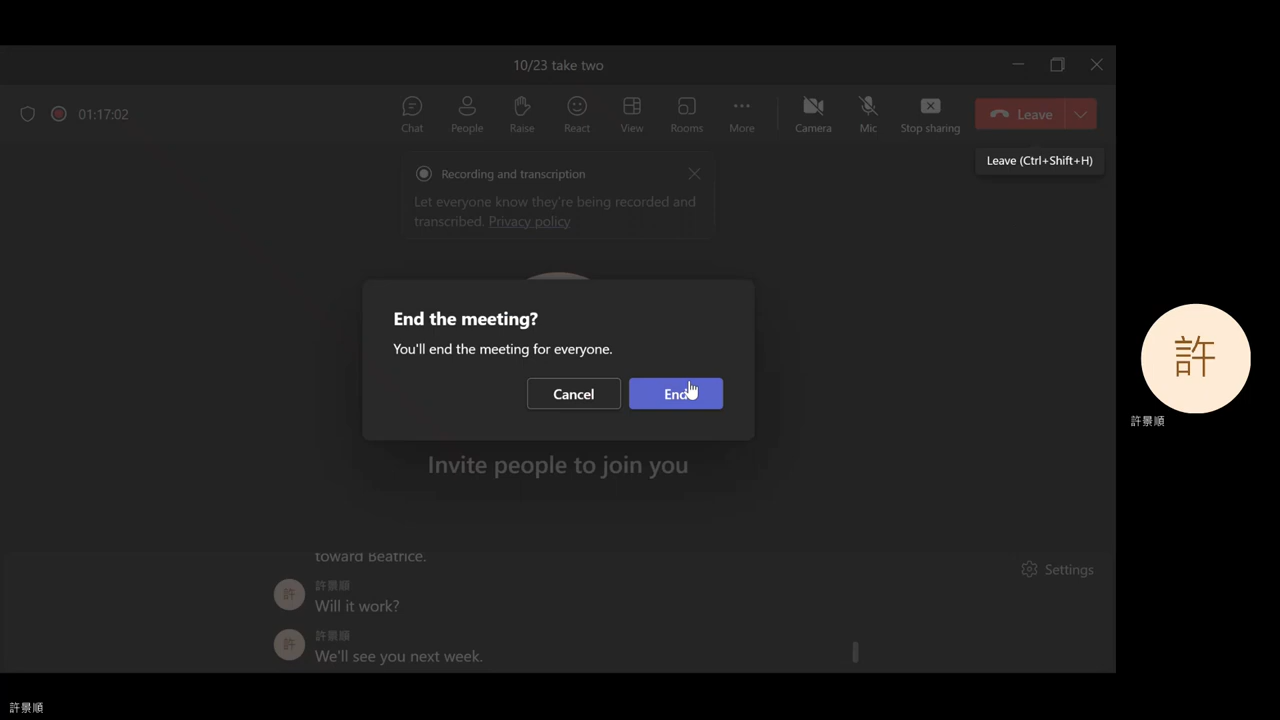 10/23 take two
01:17:02
Chat
People
Raise
React
View
Rooms
More
Camera
Mic
Stop sharing
Leave
Leave (Ctrl+Shift+H)
Recording and transcription
Let everyone know they're being recorded and
transcribed. Privacy policy
End the meeting?
You'll end the meeting for everyone.
Cancel
End
許
許景順
Invite people to join you
toward Beatrice.
Settings
許
許景順
Will it work?
許
許景順
We'll see you next week.
許景順